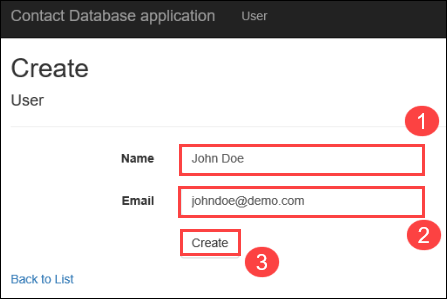 Contact Database application User
Create
User
1
Name John Doe
Email johndoe@demo.com
2
Create
3
Back to List